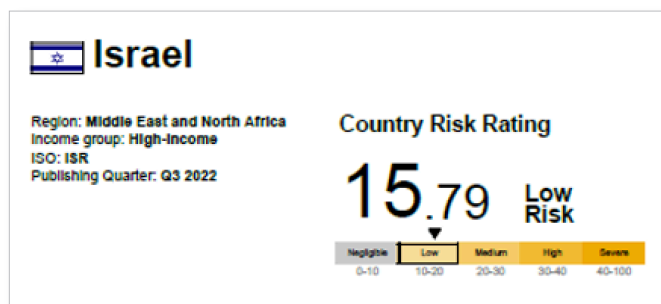 Israel
Region: Middle East and North Africa
Income group: High-Income
ISO: ISR
Publishing Quarter: Q3 2022
Country Risk Rating
15.79 Low Risk
Negligible Low Medium High Severe
0-10 10-20 20-30 30-40 40-100